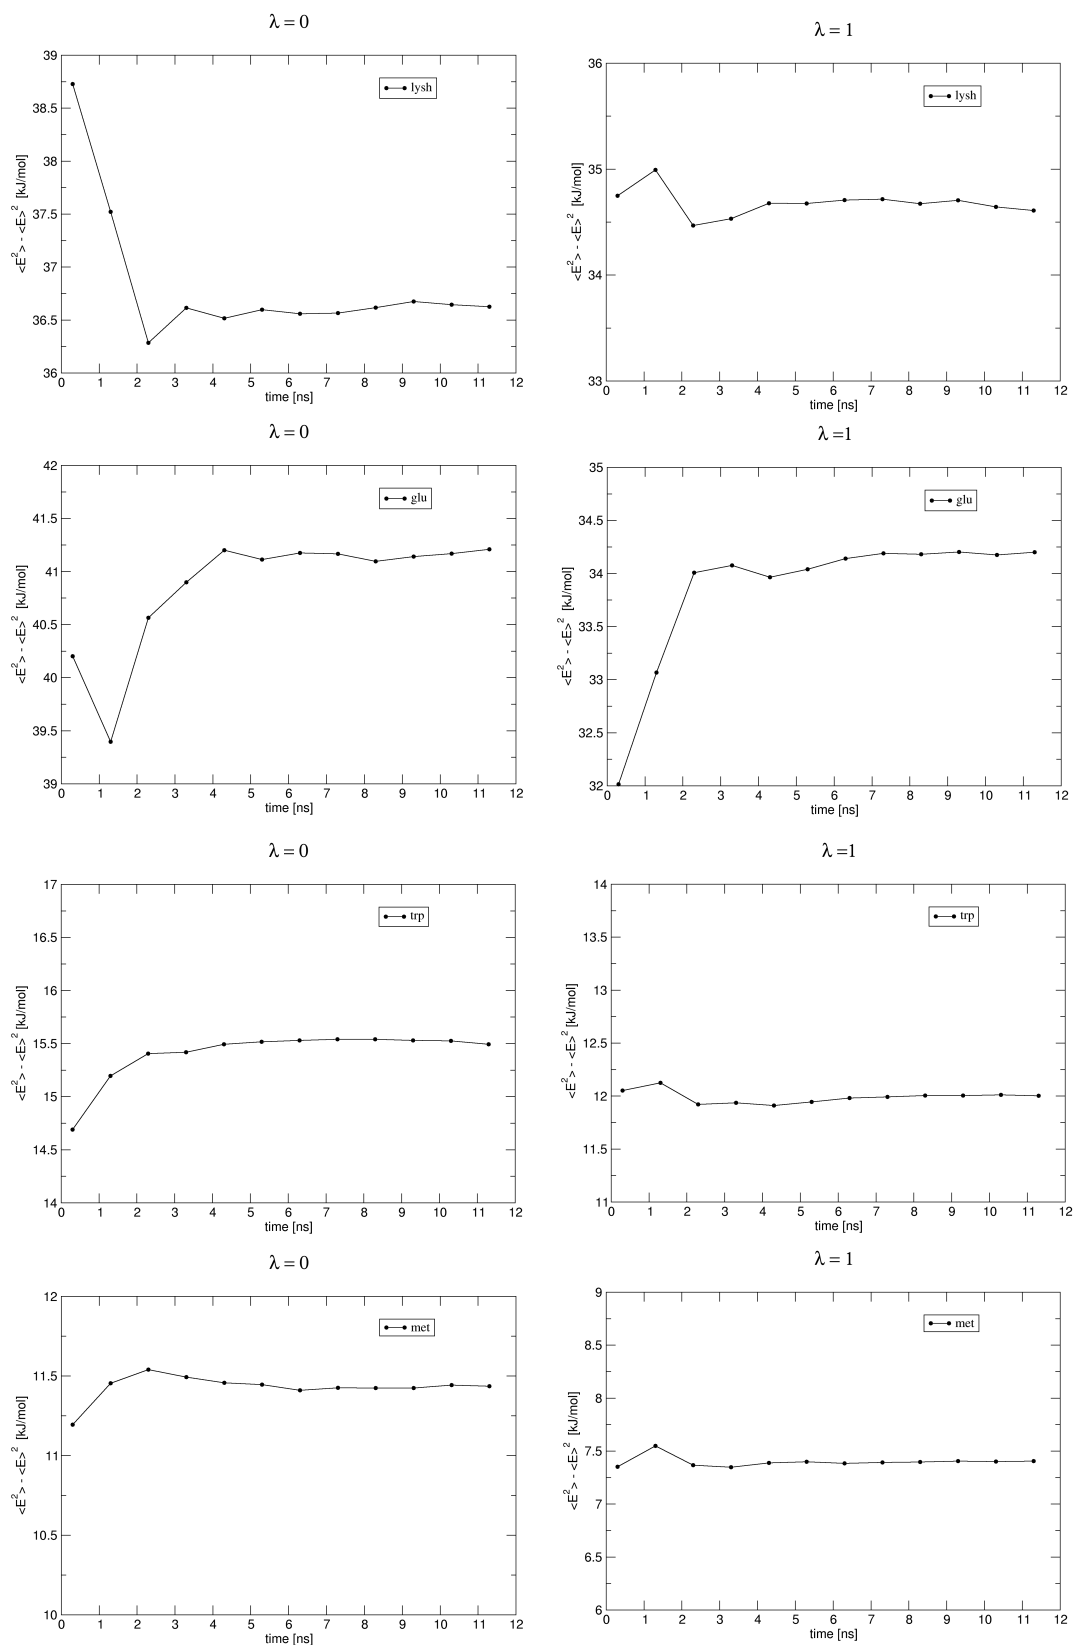 λ = 0
39
38.5
38
37.5
37
36.5
36
<E²> - <E>² [kJ/mol]
lysh
0 1 2 3 4 5 6 7 8 9 10 11 12
time [ns]
λ = 1
36
35
34
33
<E²> - <E>² [kJ/mol]
lysh
0 1 2 3 4 5 6 7 8 9 10 11 12
time [ns]
λ = 0
42
41.5
41
40.5
40
39.5
39
<E²> - <E>² [kJ/mol]
glu
0 1 2 3 4 5 6 7 8 9 10 11 12
time [ns]
λ =1
35
34.5
34
33.5
33
32.5
32
<E²> - <E>² [kJ/mol]
glu
0 1 2 3 4 5 6 7 8 9 10 11 12
time [ns]
λ = 0
17
16.5
16
15.5
15
14.5
14
<E²> - <E>² [kJ/mol]
trp
0 1 2 3 4 5 6 7 8 9 10 11 12
time [ns]
λ =1
14
13.5
13
12.5
12
11.5
11
<E²> - <E>² [kJ/mol]
trp
0 1 2 3 4 5 6 7 8 9 10 11 12
time [ns]
λ = 0
12
11.5
11
10.5
10
<E²> - <E>² [kJ/mol]
met
0 1 2 3 4 5 6 7 8 9 10 11 12
time [ns]
λ = 1
9
8.5
8
7.5
7
6.5
6
<E²> - <E>² [kJ/mol]
met
0 1 2 3 4 5 6 7 8 9 10 11 12
time [ns]